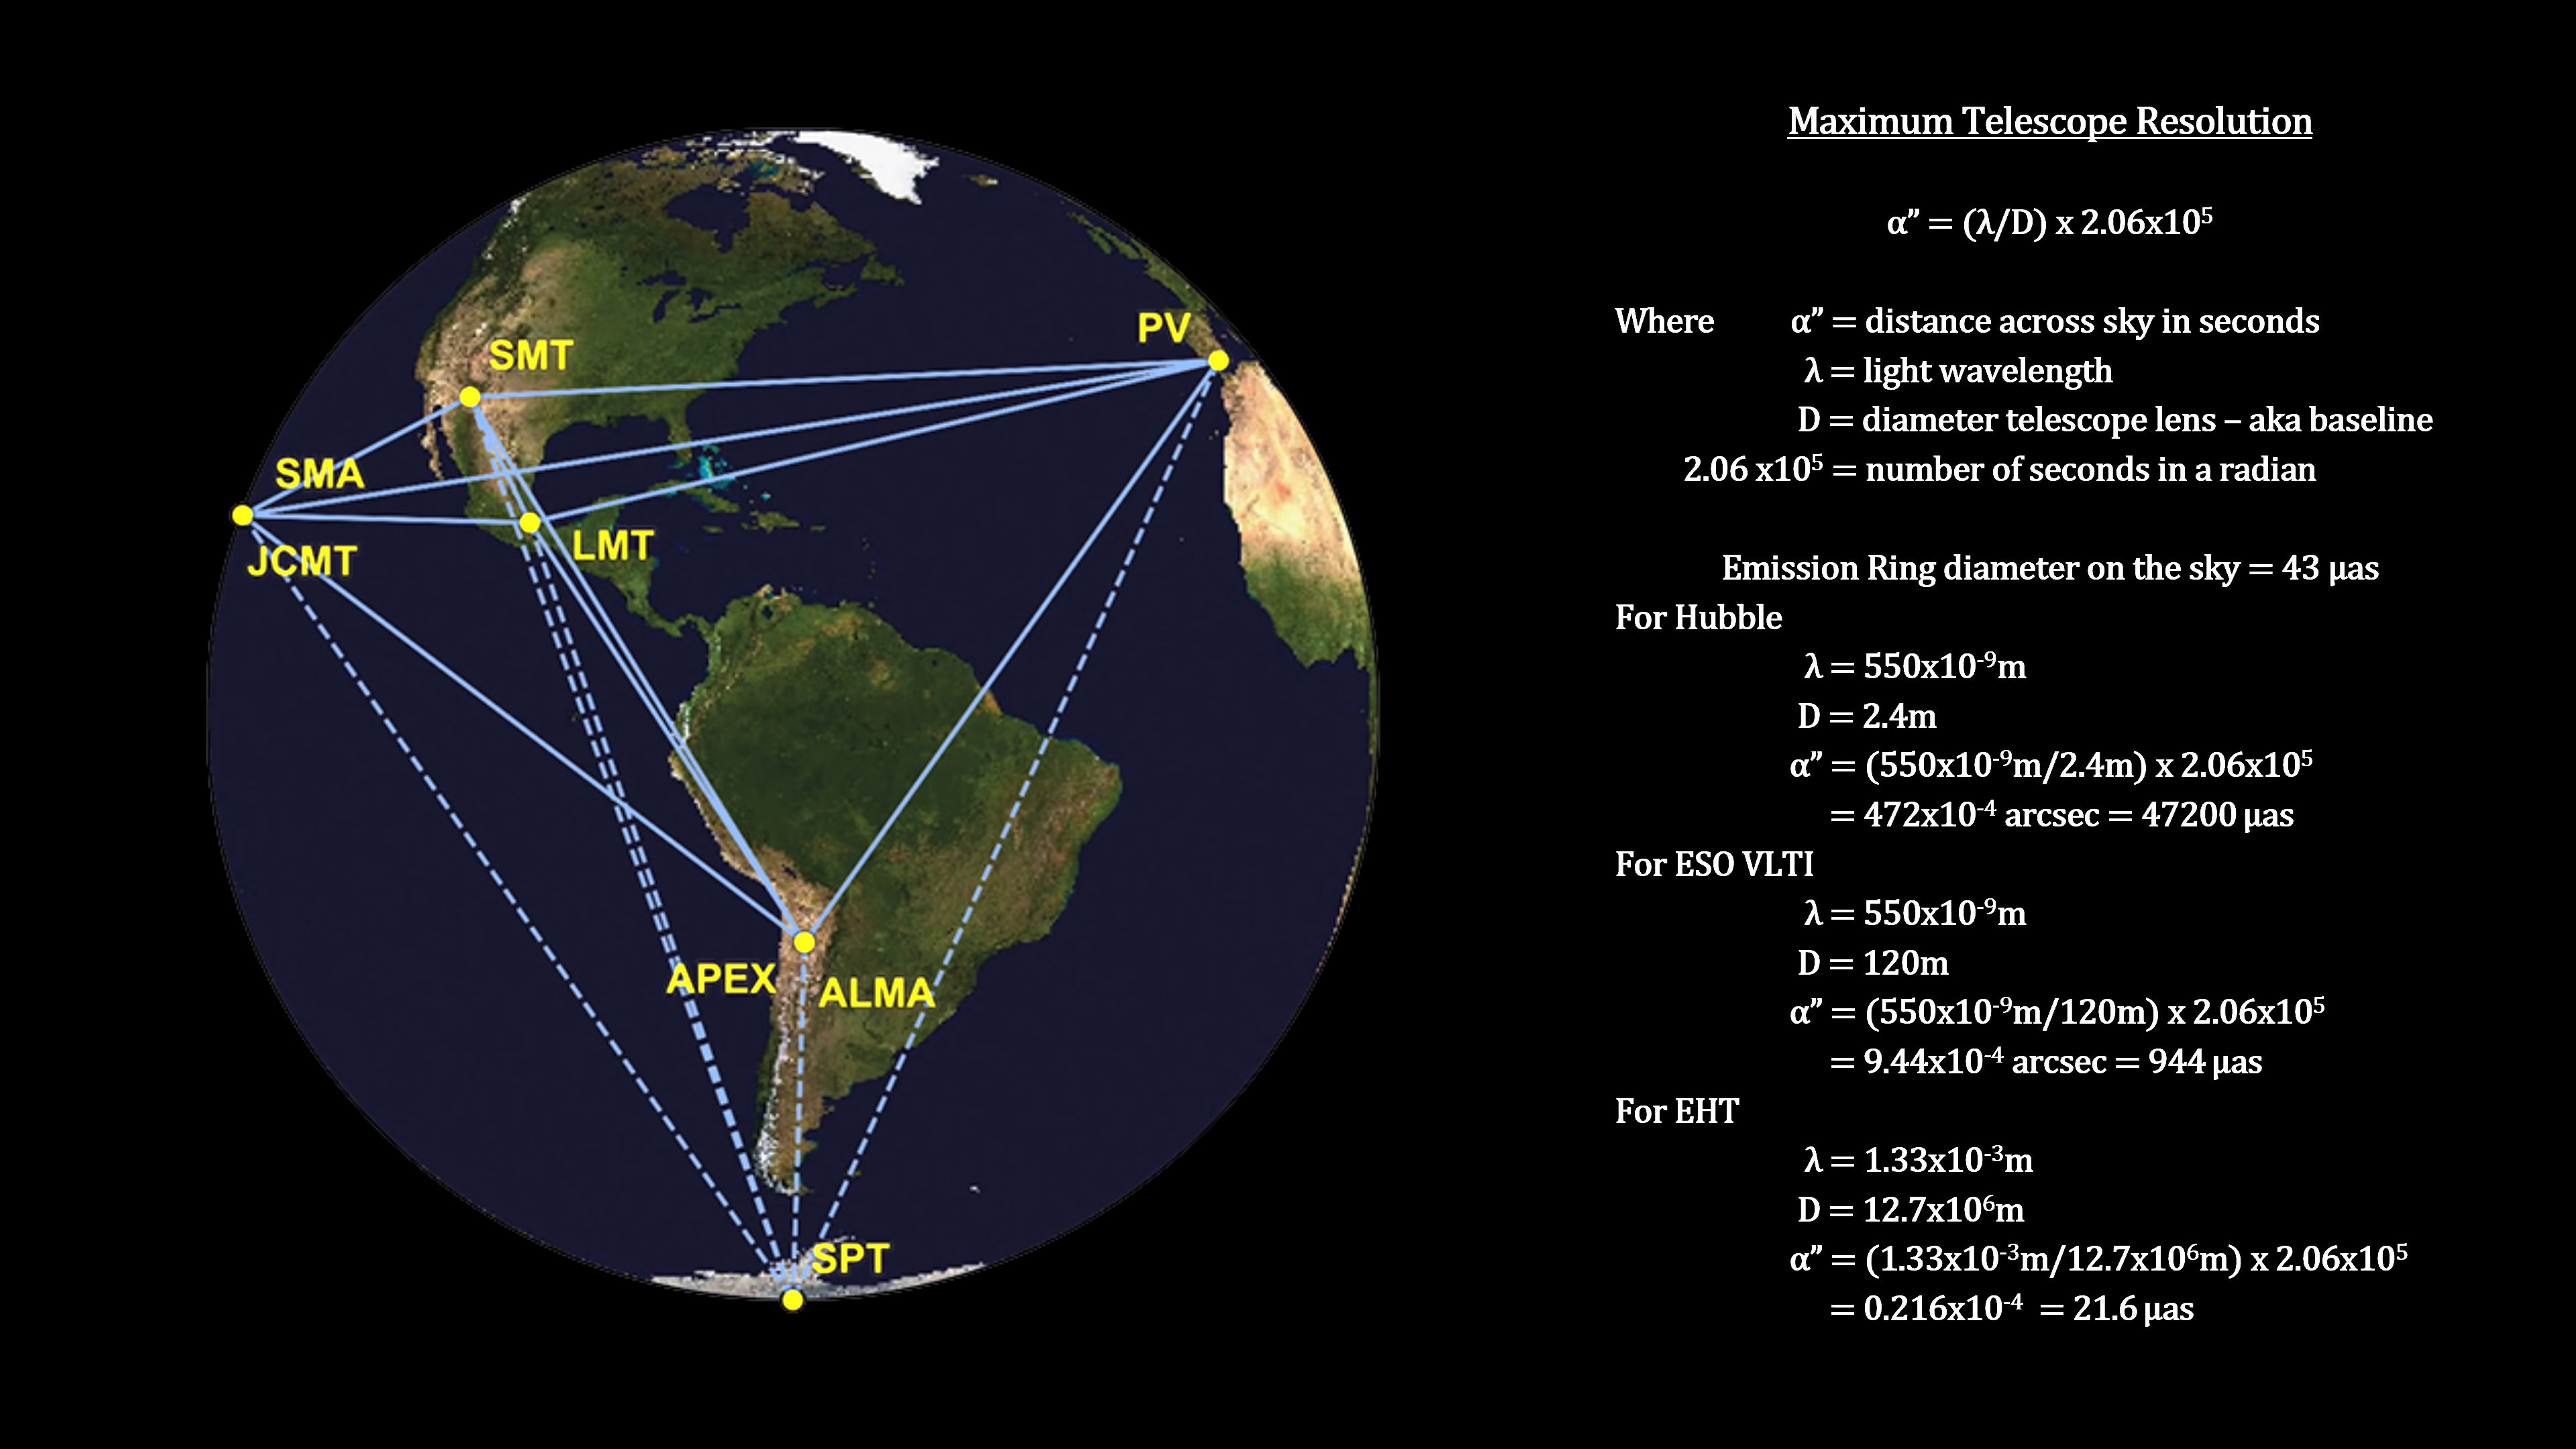 PV
SMT
SMA
JCMT
LMT
APEX
ALMA
SPT
Maximum Telescope Resolution
α” = (λ/D) x 2.06x10⁵
Where α” = distance across sky in seconds
λ = light wavelength
D = diameter telescope lens – aka baseline
2.06 x10⁵ = number of seconds in a radian
Emission Ring diameter on the sky = 43 µas
For Hubble
λ = 550x10⁻⁹m
D = 2.4m
α” = (550x10⁻⁹m/2.4m) x 2.06x10⁵
= 472x10⁻⁴ arcsec = 47200 µas
For ESO VLTI
λ = 550x10⁻⁹m
D = 120m
α” = (550x10⁻⁹m/120m) x 2.06x10⁵
= 9.44x10⁻⁴ arcsec = 944 µas
For EHT
λ = 1.33x10⁻³m
D = 12.7x10⁶m
α” = (1.33x10⁻³m/12.7x10⁶m) x 2.06x10⁵
= 0.216x10⁻⁴ = 21.6 µas